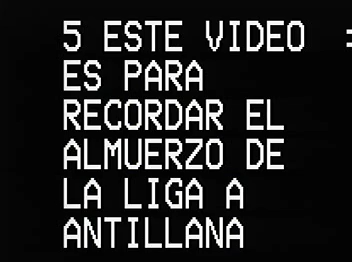 5 ESTE VIDEO :
ES PARA
RECORDAR EL
ALMUERZO DE
LA LIGA A
ANTILLANA